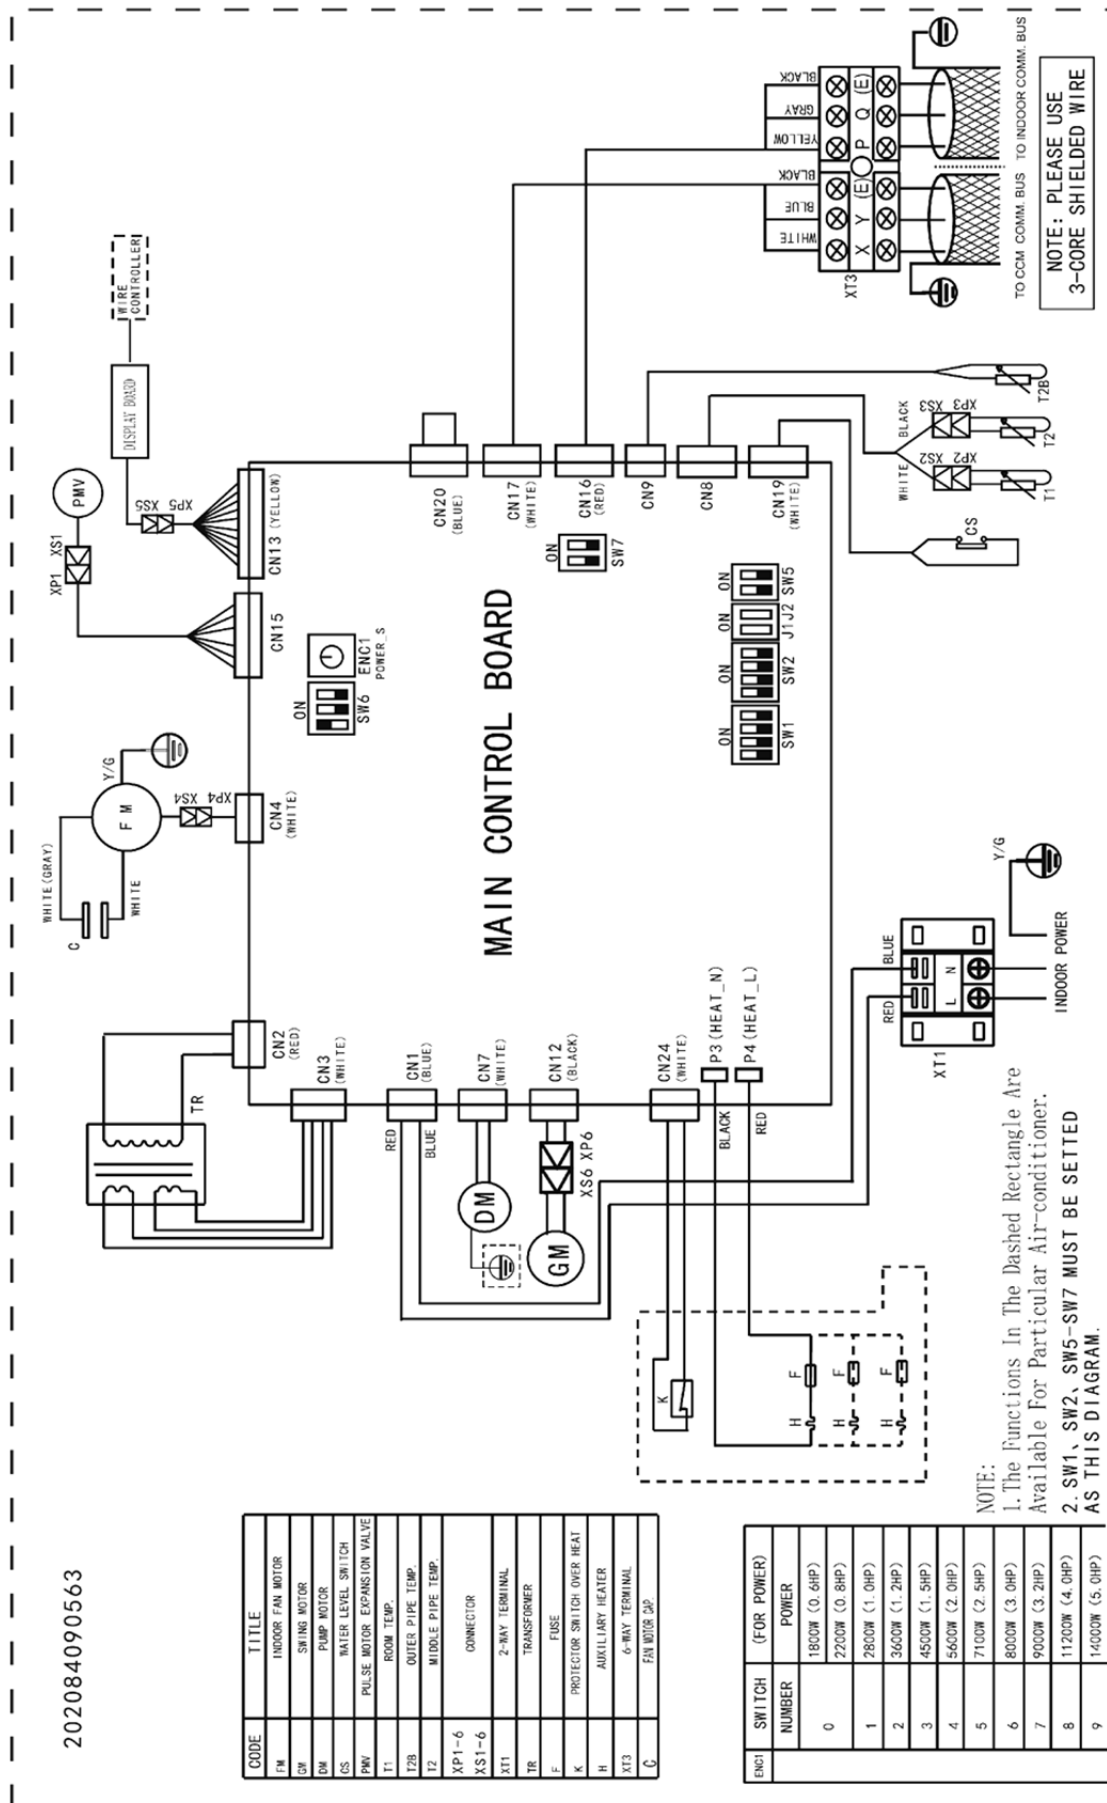 202084090563
CODE TITLE
FM INDOOR FAN MOTOR
GM SWING MOTOR
DM PUMP MOTOR
CS WATER LEVEL SWITCH
PMV PULSE MOTOR EXPANSION VALVE
T1 ROOM TEMP.
T2B OUTER PIPE TEMP.
T2 MIDDLE PIPE TEMP.
XP1-6
XS1-6
CONNECTOR
XT1 2-WAY TERMINAL
TR TRANSFORMER
F FUSE
K PROTECTOR SWITCH OVER HEAT
H AUXILIARY HEATER
XT3 6-WAY TERMINAL
C FAN MOTOR CAP.
ENC1 SWITCH (FOR POWER)
NUMBER POWER
0 1800W (0.6HP)
2200W (0.8HP)
1 2800W (1.0HP)
2 3600W (1.2HP)
3 4500W (1.5HP)
4 5600W (2.0HP)
5 7100W (2.5HP)
6 8000W (3.0HP)
7 9000W (3.2HP)
8 11200W (4.0HP)
9 14000W (5.0HP)
NOTE:
1. The Functions In The Dashed Rectangle Are
Available For Particular Air-conditioner.
2. SW1、SW2、SW5-SW7 MUST BE SETTED
AS THIS DIAGRAM.
TR
CN2
(RED)
CN3
(WHITE)
CN1
(BLUE)
RED
BLUE
CN7
(WHITE)
DM
CN12
(BLACK)
XS6 XP6
GM
CN24
(WHITE)
P3 (HEAT_N)
P4 (HEAT_L)
BLACK
RED
K
H F
H F
H F
C
WHITE (GRAY)
WHITE
F M
Y/G
XS4 XP4
CN4
(WHITE)
XP1 XS1
PMV
CN15
XS5 XP5
CN13 (YELLOW)
DISPLAY BOARD
WIRE
CONTROLLER
ON
SW6
ENC1
POWER_S
MAIN CONTROL BOARD
ON
SW7
ON
SW1
ON
SW2
ON
J1J2
ON
SW5
CN20
(BLUE)
CN17
(WHITE)
CN16
(RED)
CN9
CN8
CN19
(WHITE)
CS
WHITE
BLACK
XS2 XP2
XS3 XP3
T1
T2
T2B
RED
BLUE
L N
XT1
INDOOR POWER
Y/G
WHITE
BLUE
BLACK
YELLOW
GRAY
BLACK
X Y (E) P Q (E)
XT3
TO CCM COMM. BUS TO INDOOR COMM. BUS
NOTE: PLEASE USE
3-CORE SHIELDED WIRE